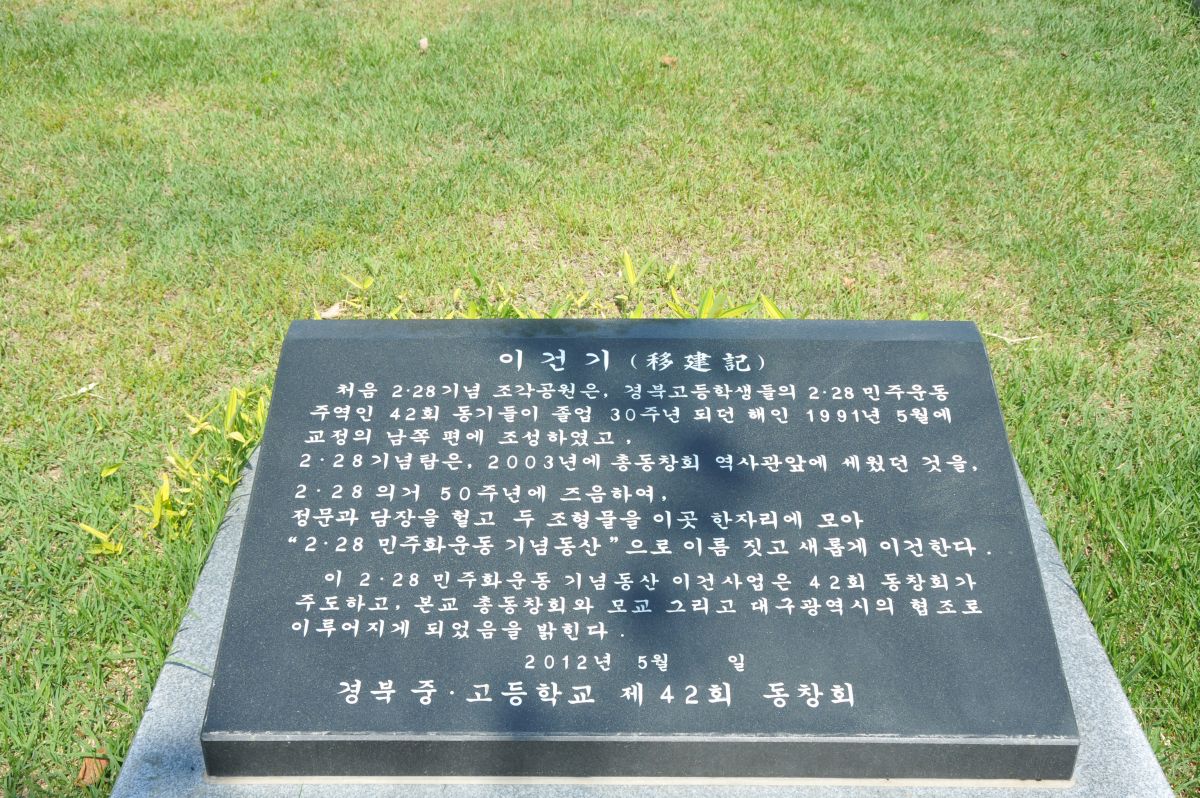 이건기 (移建記)
처음 2·28기념 조각공원은, 경북고등학생들의 2·28 민주운동
주역인 42회 동기들이 졸업 30주년 되던 해인 1991년 5월에
교정의 남쪽 편에 조성하였고,
2·28기념탑은, 2003년에 총동창회 역사관앞에 세웠던 것을,
2·28 의거 50주년에 즈음하여,
정문과 담장을 헐고 두 조형물을 이곳 한자리에 모아
“2·28 민주화운동 기념동산”으로 이름 짓고 새롭게 이건한다.
이 2·28 민주화운동 기념동산 이건사업은 42회 동창회가
주도하고, 본교 총동창회와 모교 그리고 대구광역시의 협조로
이루어지게 되었음을 밝힌다.
2012년 5월 일
경북중·고등학교 제42회 동창회